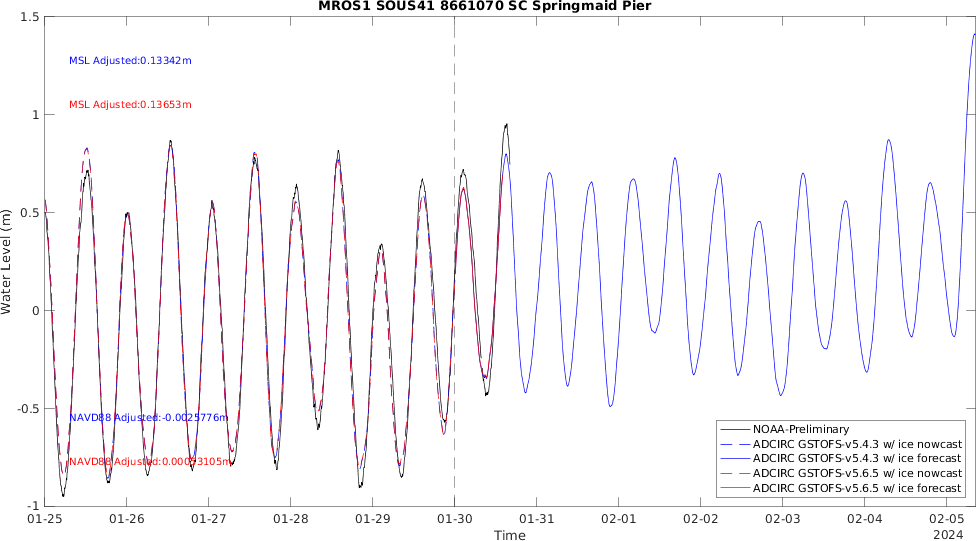 MROS1 SOUS41 8661070 SC Springmaid Pier
1.5
MSL Adjusted:0.13342m
MSL Adjusted:0.13653m
1
0.5
Water Level (m)
0
-0.5
NAVD88 Adjusted:-0.0025776m
NAVD88 Adjusted:
-1
NOAA-Preliminary
ADCIRC GSTOFS-v5.4.3 w/ ice nowcast
ADCIRC GSTOFS-v5.4.3 w/ ice forecast
ADCIRC GSTOFS-v5.6.5 w/ ice nowcast
ADCIRC GSTOFS-v5.6.5 w/ ice forecast
01-25 01-26 01-27 01-28 01-29 01-30 01-31 02-01 02-02 02-03 02-04 02-05
Time 2024